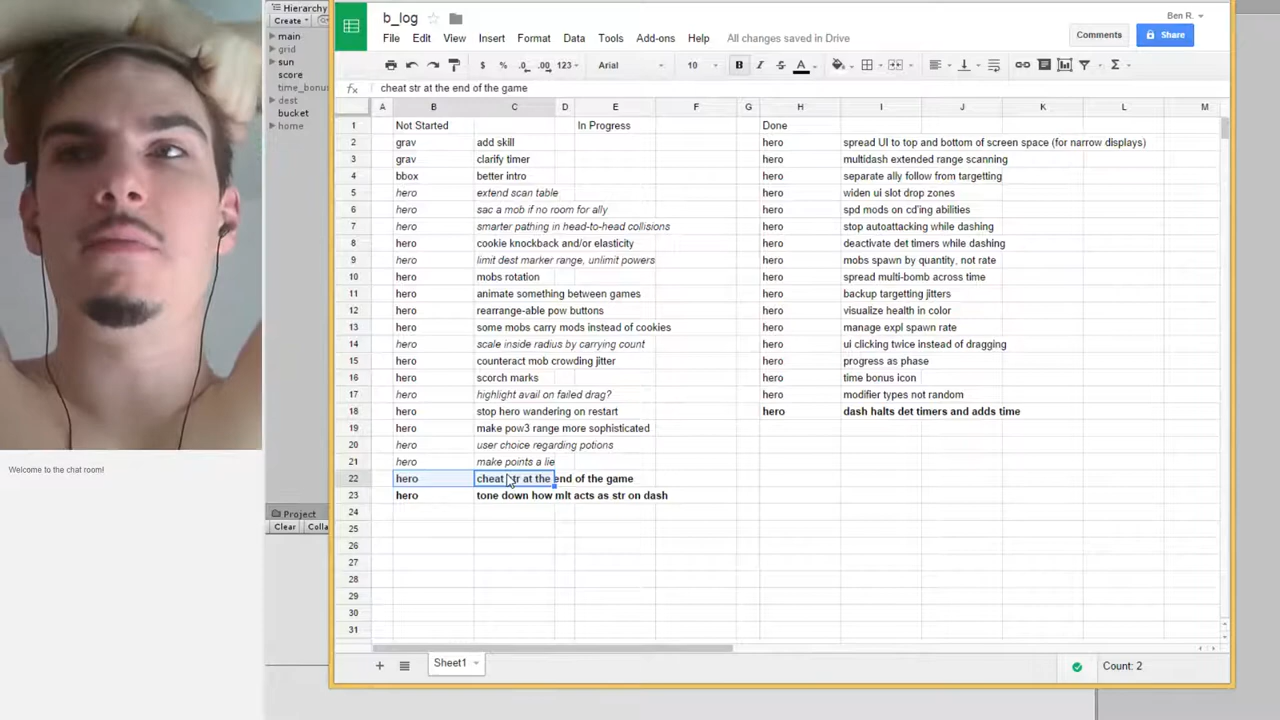 Hierarchy
Create
main
grid
sun
score
time_bonu
dest
bucket
home
Welcome to the chat room!
Project
Clear
Colla
b_log
Ben R.
File Edit View Insert Format Data Tools Add-ons Help All changes saved in Drive
Comments
Share
$ % .0 .00 123 Arial 10 B I S A Σ
fx cheat str at the end of the game
A B C D E F G H I J K L M
1 Not Started In Progress Done
2 grav add skill hero spread UI to top and bottom of screen space (for narrow displays)
3 grav clarify timer hero multidash extended range scanning
4 bbox better intro hero separate ally follow from targetting
5 hero extend scan table hero widen ui slot drop zones
6 hero sac a mob if no room for ally hero spd mods on cd'ing abilities
7 hero smarter pathing in head-to-head collisions hero stop autoattacking while dashing
8 hero cookie knockback and/or elasticity hero deactivate det timers while dashing
9 hero limit dest marker range, unlimit powers hero mobs spawn by quantity, not rate
10 hero mobs rotation hero spread multi-bomb across time
11 hero animate something between games hero backup targetting jitters
12 hero rearrange-able pow buttons hero visualize health in color
13 hero some mobs carry mods instead of cookies hero manage expl spawn rate
14 hero scale inside radius by carrying count hero ui clicking twice instead of dragging
15 hero counteract mob crowding jitter hero progress as phase
16 hero scorch marks hero time bonus icon
17 hero highlight avail on failed drag? hero modifier types not random
18 hero stop hero wandering on restart hero dash halts det timers and adds time
19 hero make pow3 range more sophisticated
20 hero user choice regarding potions
21 hero make points a lie
22 hero cheat str at the end of the game
23 hero tone down how mlt acts as str on dash
24
25
26
27
28
29
30
31
Sheet1
Count: 2